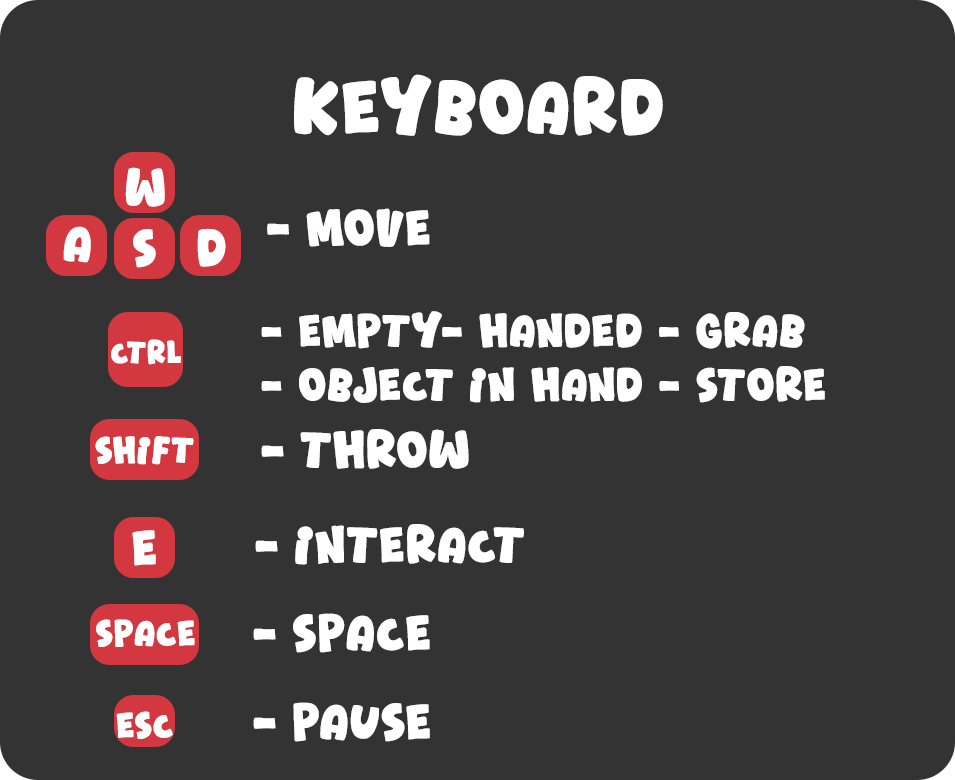 KEYBOARD
W
A S D - MOVE
CTRL - EMPTY- HANDED - GRAB
- OBJECT iN HAND - STORE
SHiFT - THROW
E - iNTERACT
SPACE - SPACE
ESC - PAUSE